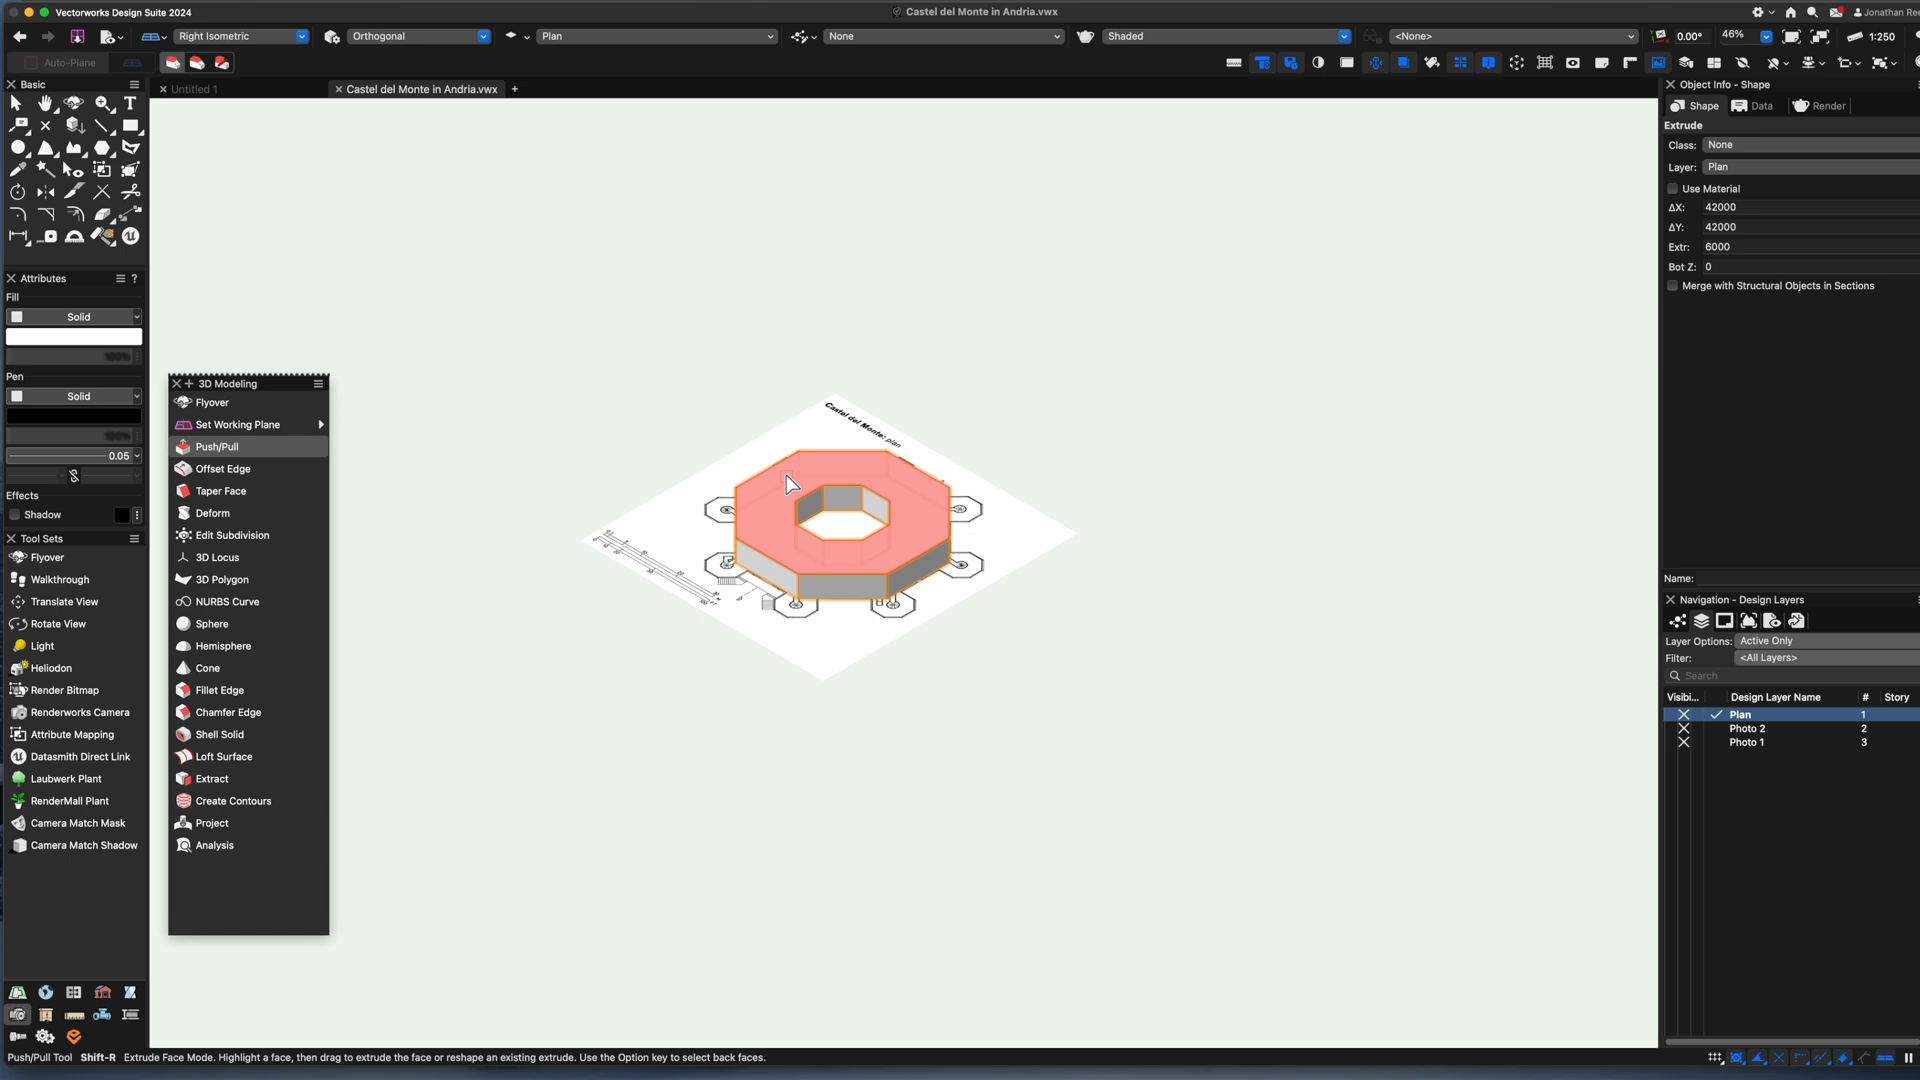 Vectorworks Design Suite 2024
Castel del Monte in Andria.vwx
Jonathan Ree
Right Isometric
Orthogonal
Plan
None
Shaded
<None>
0.00°
46%
1:250
Auto-Plane
Basic
Untitled 1
Castel del Monte in Andria.vwx
Attributes
Fill
Solid
100%
Pen
Solid
100%
0.05
Effects
Shadow
Tool Sets
Flyover
Walkthrough
Translate View
Rotate View
Light
Heliodon
Render Bitmap
Renderworks Camera
Attribute Mapping
Datasmith Direct Link
Laubwerk Plant
RenderMall Plant
Camera Match Mask
Camera Match Shadow
3D Modeling
Flyover
Set Working Plane
Push/Pull
Offset Edge
Taper Face
Deform
Edit Subdivision
3D Locus
3D Polygon
NURBS Curve
Sphere
Hemisphere
Cone
Fillet Edge
Chamfer Edge
Shell Solid
Loft Surface
Extract
Create Contours
Project
Analysis
Castel del Monte: plan
Object Info - Shape
Shape
Data
Render
Extrude
Class: None
Layer: Plan
Use Material
ΔX: 42000
ΔY: 42000
Extr: 6000
Bot Z: 0
Merge with Structural Objects in Sections
Name:
Navigation - Design Layers
Layer Options: Active Only
Filter: <All Layers>
Search
Visibi... Design Layer Name # Story
Plan 1
Photo 2 2
Photo 1 3
Push/Pull Tool Shift-R Extrude Face Mode. Highlight a face, then drag to extrude the face or reshape an existing extrude. Use the Option key to select back faces.